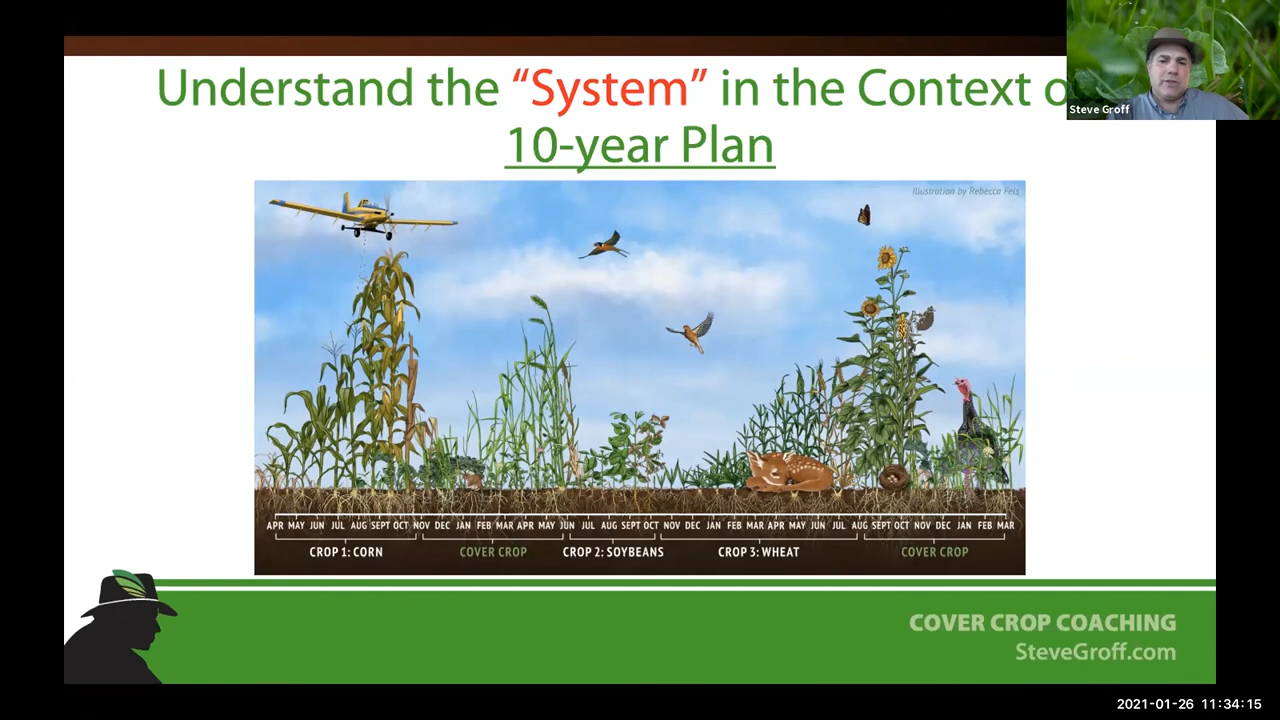 Understand the “System” in the Context o
10-year Plan
Steve Groff
Illustration by Rebecca Fels
APR MAY JUN JUL AUG SEPT OCT NOV DEC JAN FEB MAR APR MAY JUN JUL AUG SEPT OCT NOV DEC JAN FEB MAR APR MAY JUN JUL AUG SEPT OCT NOV DEC JAN FEB MAR
CROP 1: CORN COVER CROP CROP 2: SOYBEANS CROP 3: WHEAT COVER CROP
COVER CROP COACHING
SteveGroff.com
2021-01-26 11:34:15